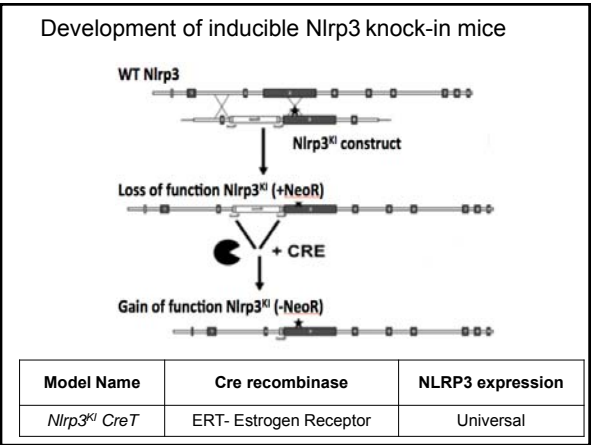 Development of inducible Nlrp3 knock-in mice
WT Nlrp3
Nlrp3ᴷᴵ construct
Loss of function Nlrp3ᴷᴵ (+NeoR)
+ CRE
Gain of function Nlrp3ᴷᴵ (-NeoR)
Model Name Cre recombinase NLRP3 expression
Nlrp3ᴷᴵ CreT ERT- Estrogen Receptor Universal